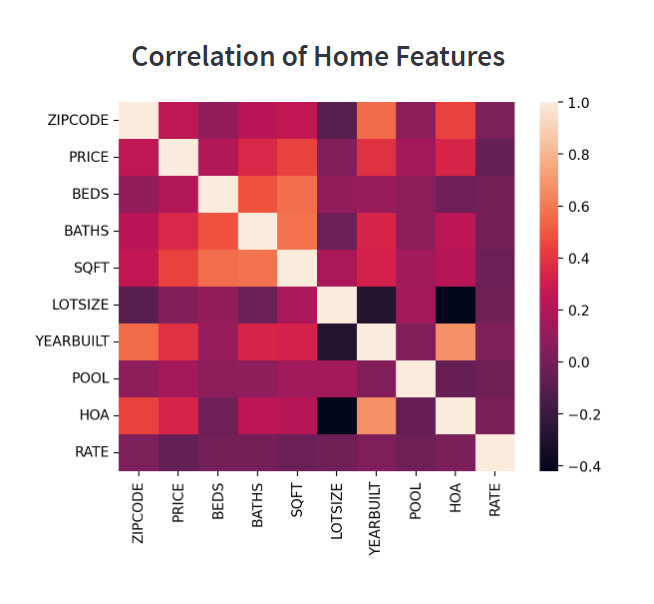 Correlation of Home Features
ZIPCODE
PRICE
BEDS
BATHS
SQFT
LOTSIZE
YEARBUILT
POOL
HOA
RATE
ZIPCODE
PRICE
BEDS
BATHS
SQFT
LOTSIZE
YEARBUILT
POOL
HOA
RATE
1.0
0.8
0.6
0.4
0.2
0.0
−0.2
−0.4